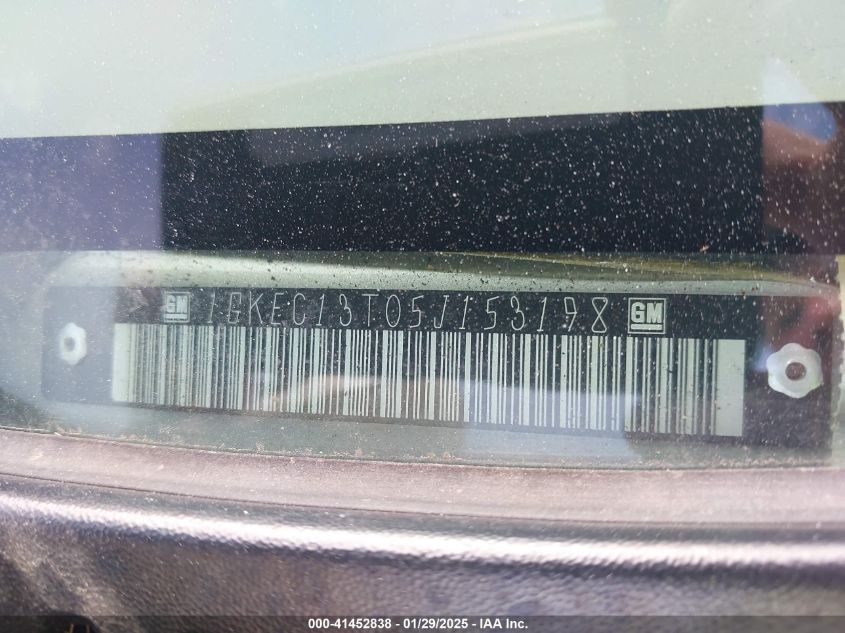 GM 1GKEC13T05J153198 GM
000-41452838 - 01/29/2025 - IAA Inc.